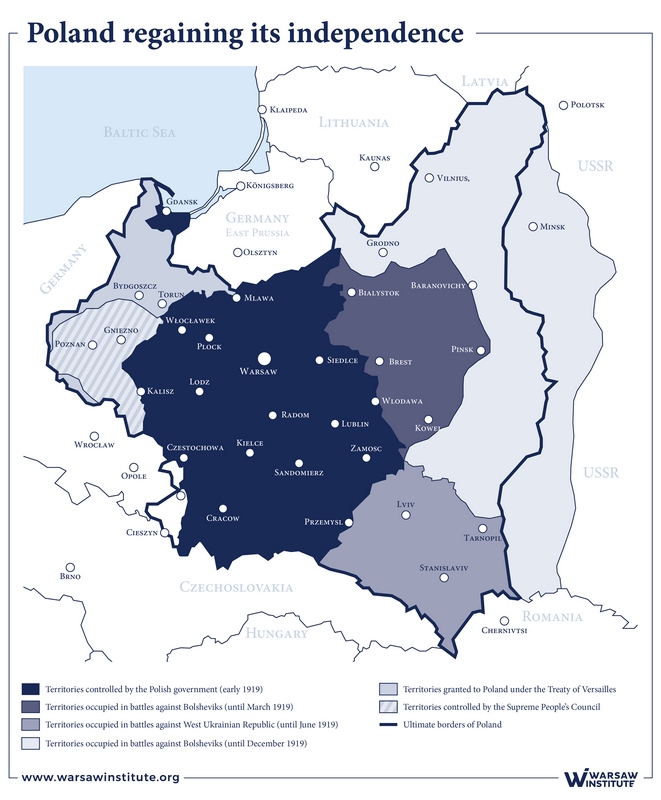 Poland regaining its independence
LATVIA
POLOTSK
KLAIPEDA
BALTIC SEA
LITHUANIA
KAUNAS
USSR
VILNIUS,
KÖNIGSBERG
GDANSK
GERMANY
EAST PRUSSIA
MINSK
GRODNO
OLSZTYN
GERMANY
BYDGOSZCZ
TORUN
MLAWA
BIALYSTOK
BARANOVICHY
WŁOCŁAWEK
GNIEZNO
POZNAN
PŁOCK
PINSK
WARSAW
SIEDLCE
BREST
LODZ
KALISZ
WLODAWA
RADOM
LUBLIN
KOWEL
WROCŁAW
CZESTOCHOWA
KIELCE
ZAMOSC
OPOLE
SANDOMIERZ
USSR
LVIV
CRACOW
PRZEMYSL
CIESZYN
TARNOPIL
STANISLAVIV
BRNO
CZECHOSLOVAKIA
ROMANIA
CHERNIVTSI
HUNGARY
Territories controlled by the Polish government (early 1919)
Territories occupied in battles against Bolsheviks (until March 1919)
Territories occupied in battles against West Ukrainian Republic (until June 1919)
Territories occupied in battles against Bolsheviks (until December 1919)
Territories granted to Poland under the Treaty of Versailles
Territories controlled by the Supreme People's Council
Ultimate borders of Poland
www.warsawinstitute.org
WARSAW
INSTITUTE